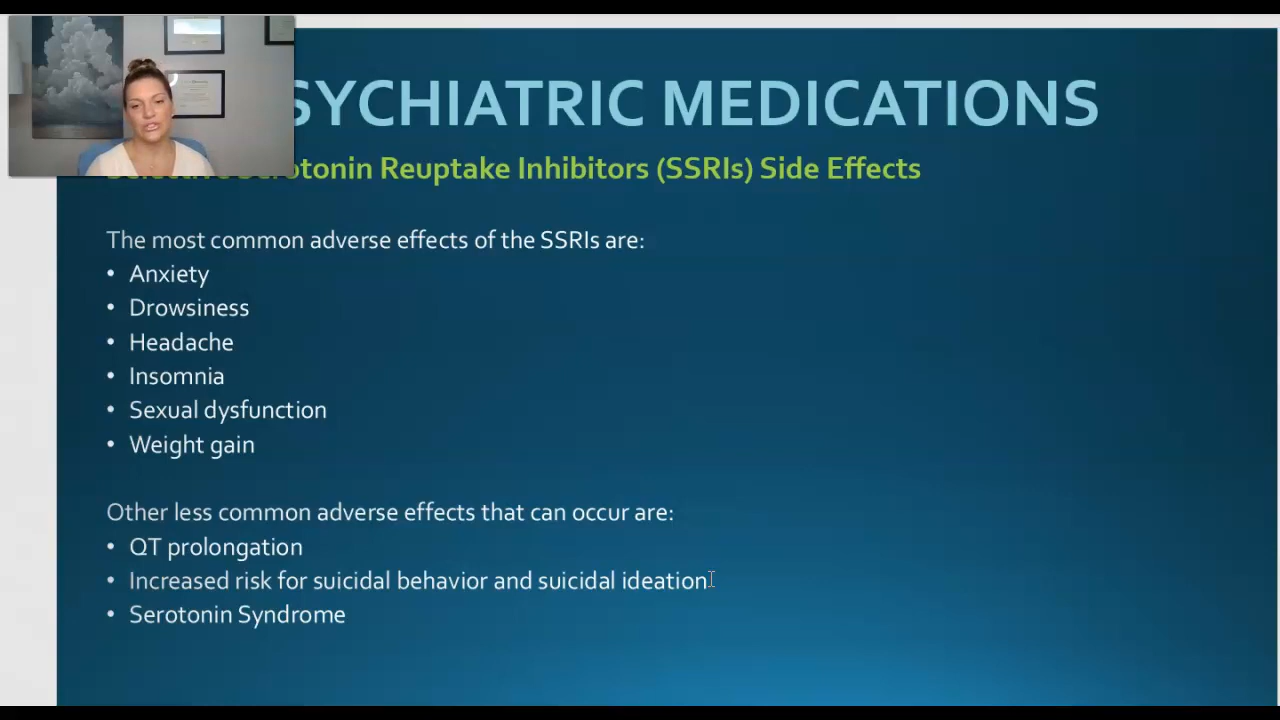 SYCHIATRIC MEDICATIONS
Serotonin Reuptake Inhibitors (SSRIs) Side Effects
The most common adverse effects of the SSRIs are:
• Anxiety
• Drowsiness
• Headache
• Insomnia
• Sexual dysfunction
• Weight gain
Other less common adverse effects that can occur are:
• QT prolongation
• Increased risk for suicidal behavior and suicidal ideation
• Serotonin Syndrome